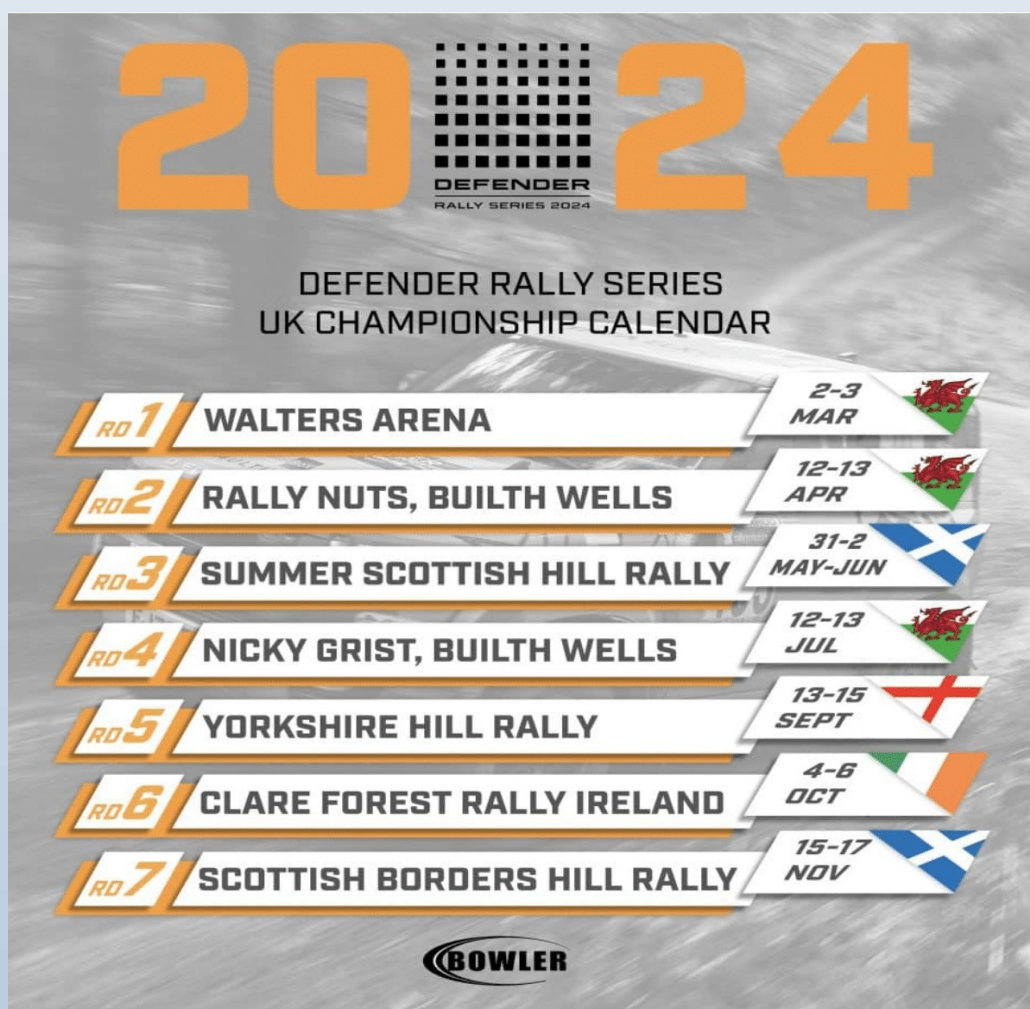 2024
DEFENDER
RALLY SERIES 2024
DEFENDER RALLY SERIES
UK CHAMPIONSHIP CALENDAR
RD1 WALTERS ARENA 2-3 MAR
RD2 RALLY NUTS, BUILTH WELLS 12-13 APR
RD3 SUMMER SCOTTISH HILL RALLY 31-2 MAY-JUN
RD4 NICKY GRIST, BUILTH WELLS 12-13 JUL
RD5 YORKSHIRE HILL RALLY 13-15 SEPT
RD6 CLARE FOREST RALLY IRELAND 4-6 OCT
RD7 SCOTTISH BORDERS HILL RALLY 15-17 NOV
BOWLER